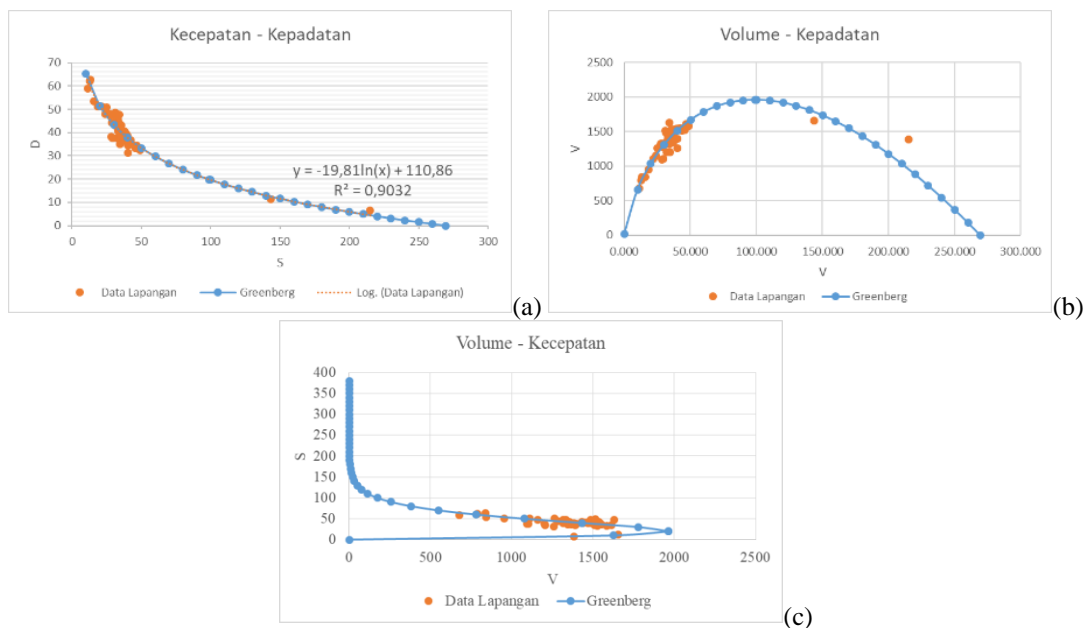 Kecepatan - Kepadatan
70
60
50
40
30
20
10
0
D
0 50 100 150 200 250 300
S
y = -19,81ln(x) + 110,86
R² = 0,9032
Data Lapangan Greenberg Log. (Data Lapangan)
(a)
Volume - Kepadatan
2500
2000
1500
1000
500
0
V
0.000 50.000 100.000 150.000 200.000 250.000 300.000
V
Data Lapangan Greenberg
(b)
Volume - Kecepatan
400
350
300
250
200
150
100
50
0
S
0 500 1000 1500 2000 2500
V
Data Lapangan Greenberg
(c)